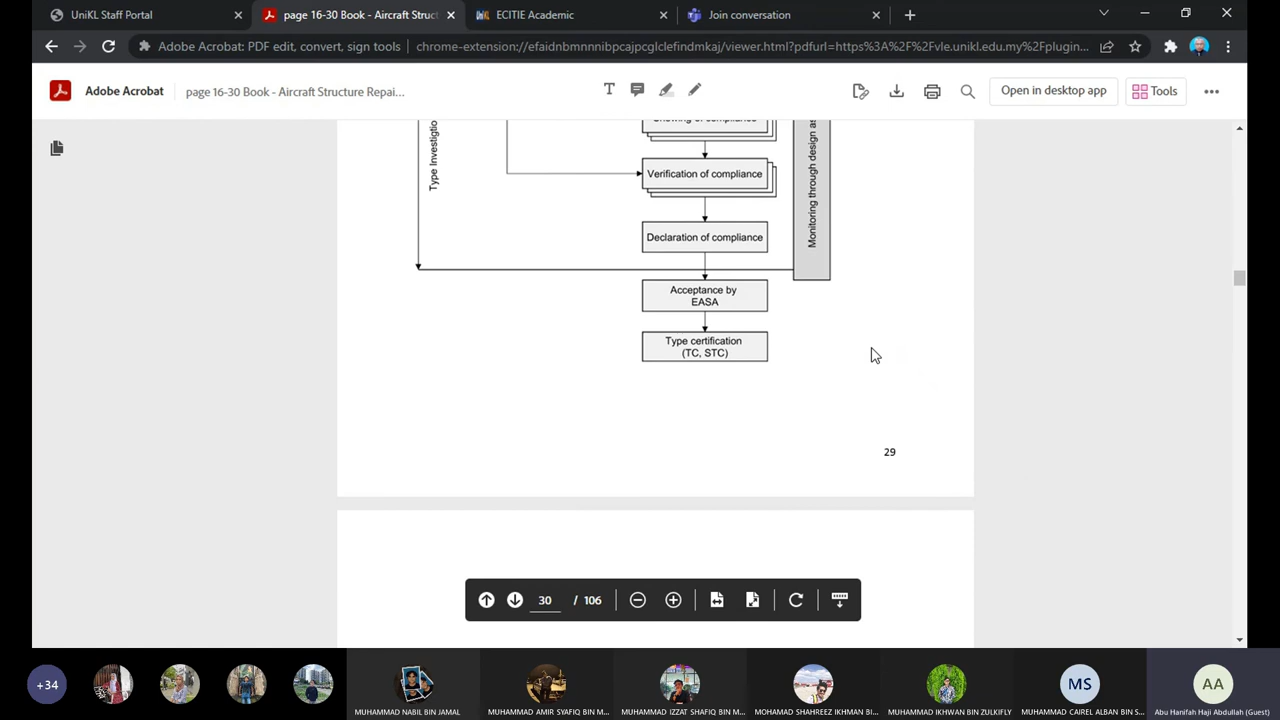 UniKL Staff Portal
page 16-30 Book - Aircraft Struct
ECITIE Academic
Join conversation
Adobe Acrobat: PDF edit, convert, sign tools
chrome-extension://efaidnbmnnnibpcajpcglclefindmkaj/viewer.html?pdfurl=https%3A%2F%2Fvle.unikl.edu.my%2Fplugin...
Adobe Acrobat
page 16-30 Book - Aircraft Structure Repai...
Open in desktop app
Tools
Showing of compliance
Type Investigatio
Verification of compliance
Monitoring through design as
Declaration of compliance
Acceptance by
EASA
Type certification
(TC, STC)
29
30 / 106
+34
MS
AA
MUHAMMAD NABIL BIN JAMAL
MUHAMMAD AMIR SYAFIQ BIN M...
MUHAMMAD IZZAT SHAFIQ BIN M...
MOHAMAD SHAHREEZ IKHMAN BI...
MUHAMMAD IKHWAN BIN ZULKIFLY
MUHAMMAD CAIREL ALBAN BIN S...
Abu Hanifah Haji Abdullah (Guest)